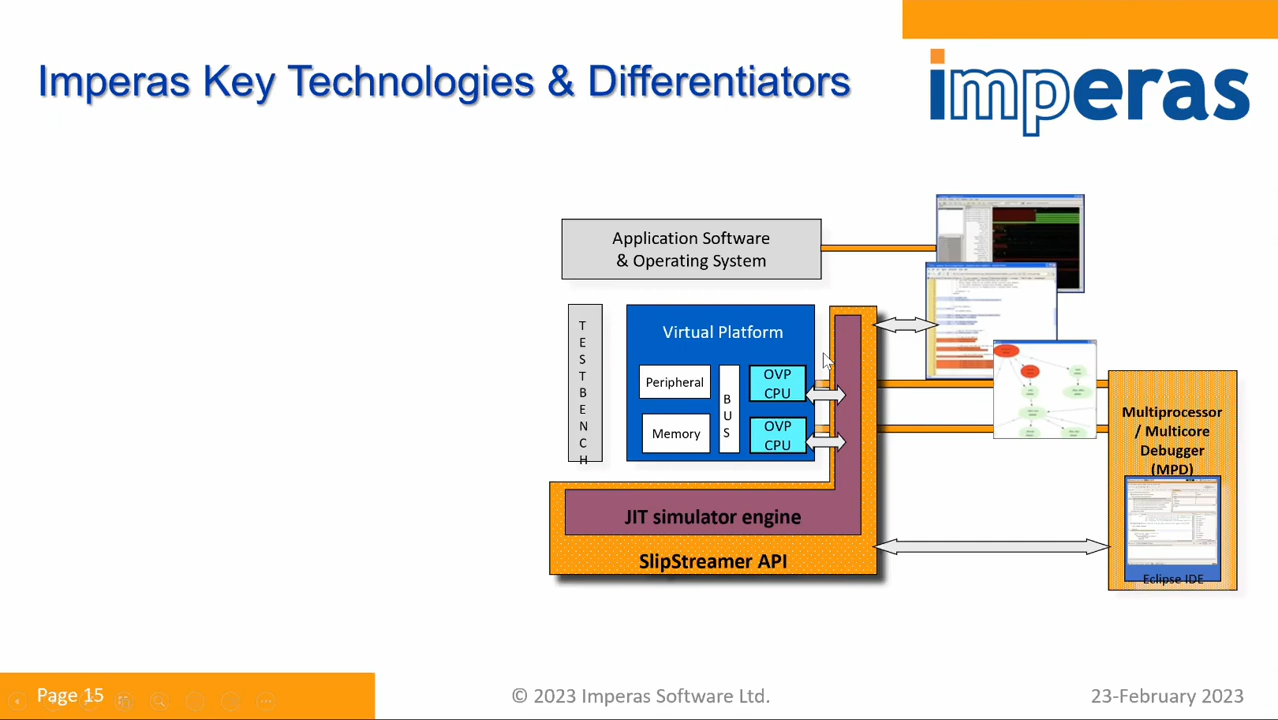 Imperas Key Technologies & Differentiators
imperas
Application Software
& Operating System
TESTBENCH
Virtual Platform
Peripheral
Memory
BUS
OVP
CPU
OVP
CPU
JIT simulator engine
SlipStreamer API
Multiprocessor
/ Multicore
Debugger
(MPD)
Eclipse IDE
Page 15
© 2023 Imperas Software Ltd.
23-February 2023